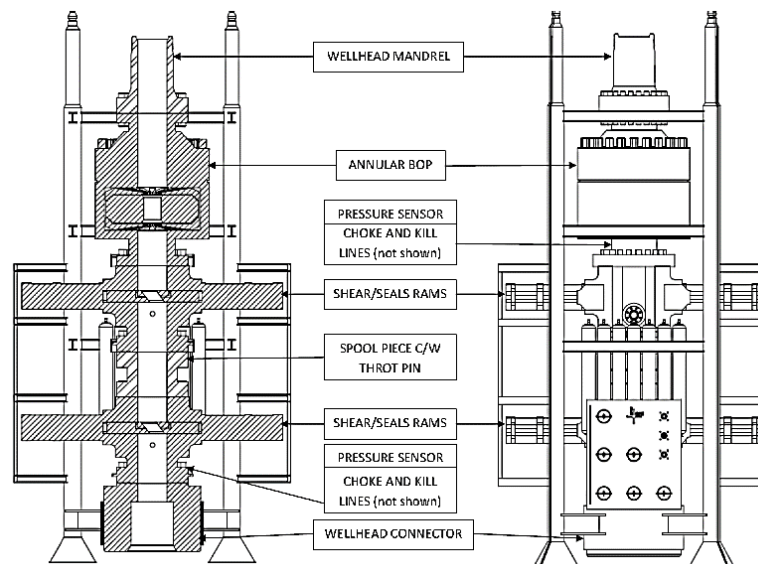 WELLHEAD MANDREL
ANNULAR BOP
PRESSURE SENSOR
CHOKE AND KILL
LINES (not shown)
SHEAR/SEALS RAMS
SPOOL PIECE C/W
THROT PIN
SHEAR/SEALS RAMS
PRESSURE SENSOR
CHOKE AND KILL
LINES (not shown)
WELLHEAD CONNECTOR